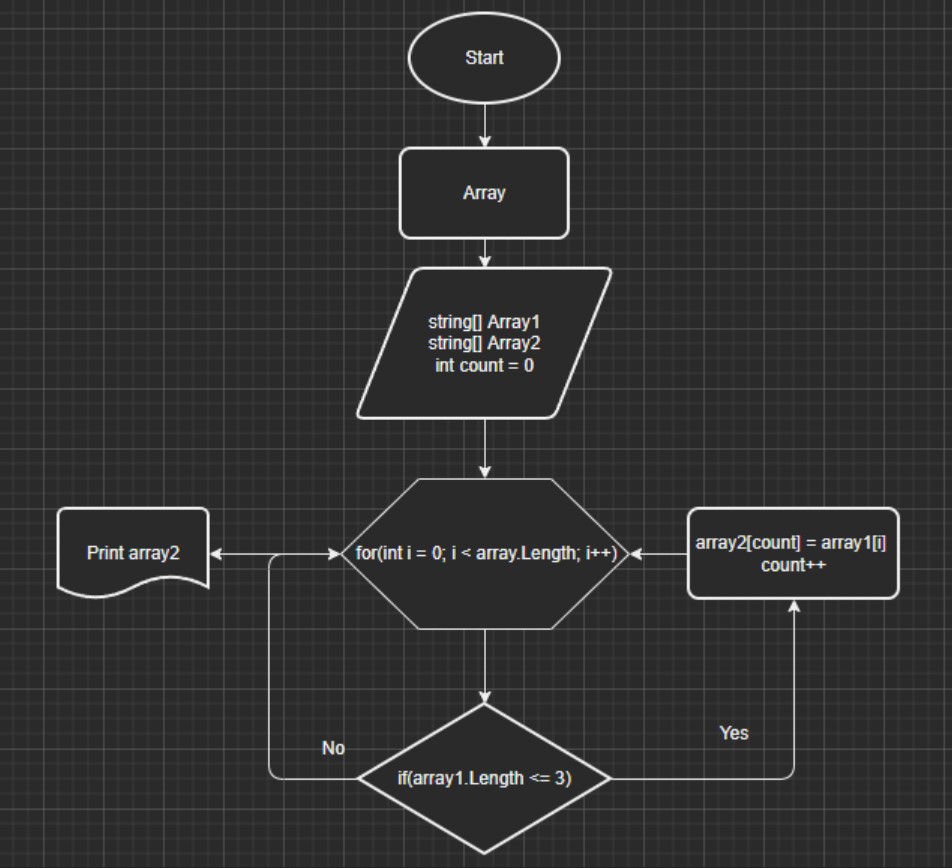 Start
Array
string[] Array1
string[] Array2
int count = 0
Print array2
for(int i = 0; i < array.Length; i++)
array2[count] = array1[i]
count++
No
Yes
if(array1.Length <= 3)